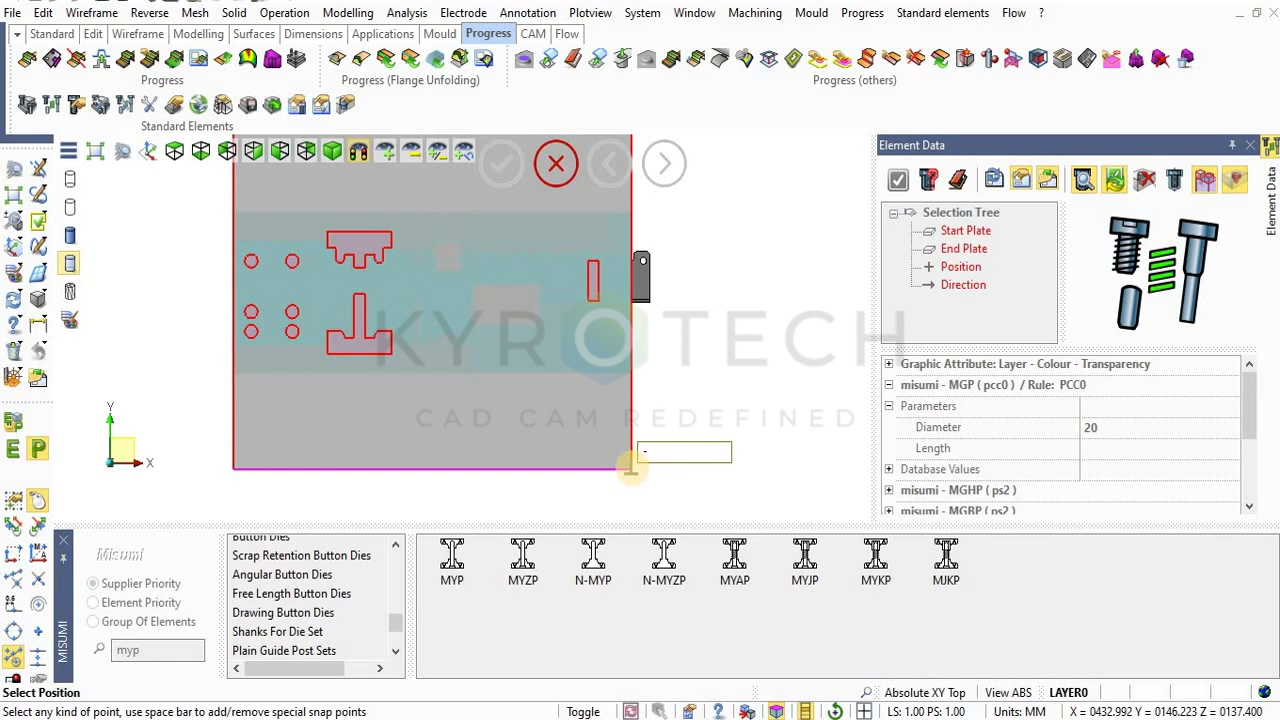 File Edit Wireframe Reverse Mesh Solid Operation Modelling Analysis Electrode Annotation Plotview System Window Machining Mould Progress Standard elements Flow ?
Standard Edit Wireframe Modelling Surfaces Dimensions Applications Mould Progress CAM Flow
Progress Progress (Flange Unfolding) Progress (others)
Standard Elements
Element Data
Element Data
Selection Tree
Start Plate
End Plate
Position
Direction
KYROTECH
CAD CAM REDEFINED
Y
X
-
E P
Graphic Attribute: Layer - Colour - Transparency
misumi - MGP ( pcc0 ) / Rule: PCC0
Parameters
Diameter 20
Length
Database Values
misumi - MGHP ( ps2 )
misumi - MGBP ( ps2 )
MISUMI
Misumi
Supplier Priority
Element Priority
Group Of Elements
myp
Button Dies
Scrap Retention Button Dies
Angular Button Dies
Free Length Button Dies
Drawing Button Dies
Shanks For Die Set
Plain Guide Post Sets
MYP MYZP N-MYP N-MYZP MYAP MYJP MYKP MJKP
Select Position
Absolute XY Top View ABS LAYER0
Select any kind of point, use space bar to add/remove special snap points
Toggle
LS: 1.00 PS: 1.00 Units: MM X = 0432.992 Y = 0146.223 Z = 0137.400